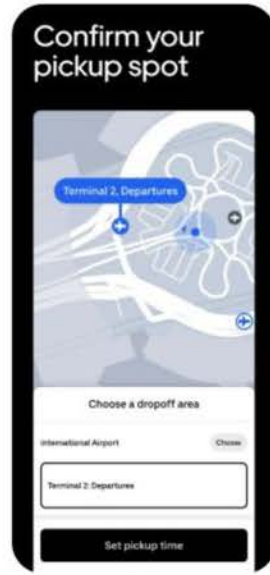 Confirm your
pickup spot
Terminal 2, Departures
Choose a dropoff area
International Airport
Choose
Terminal 2: Departures
Set pickup time